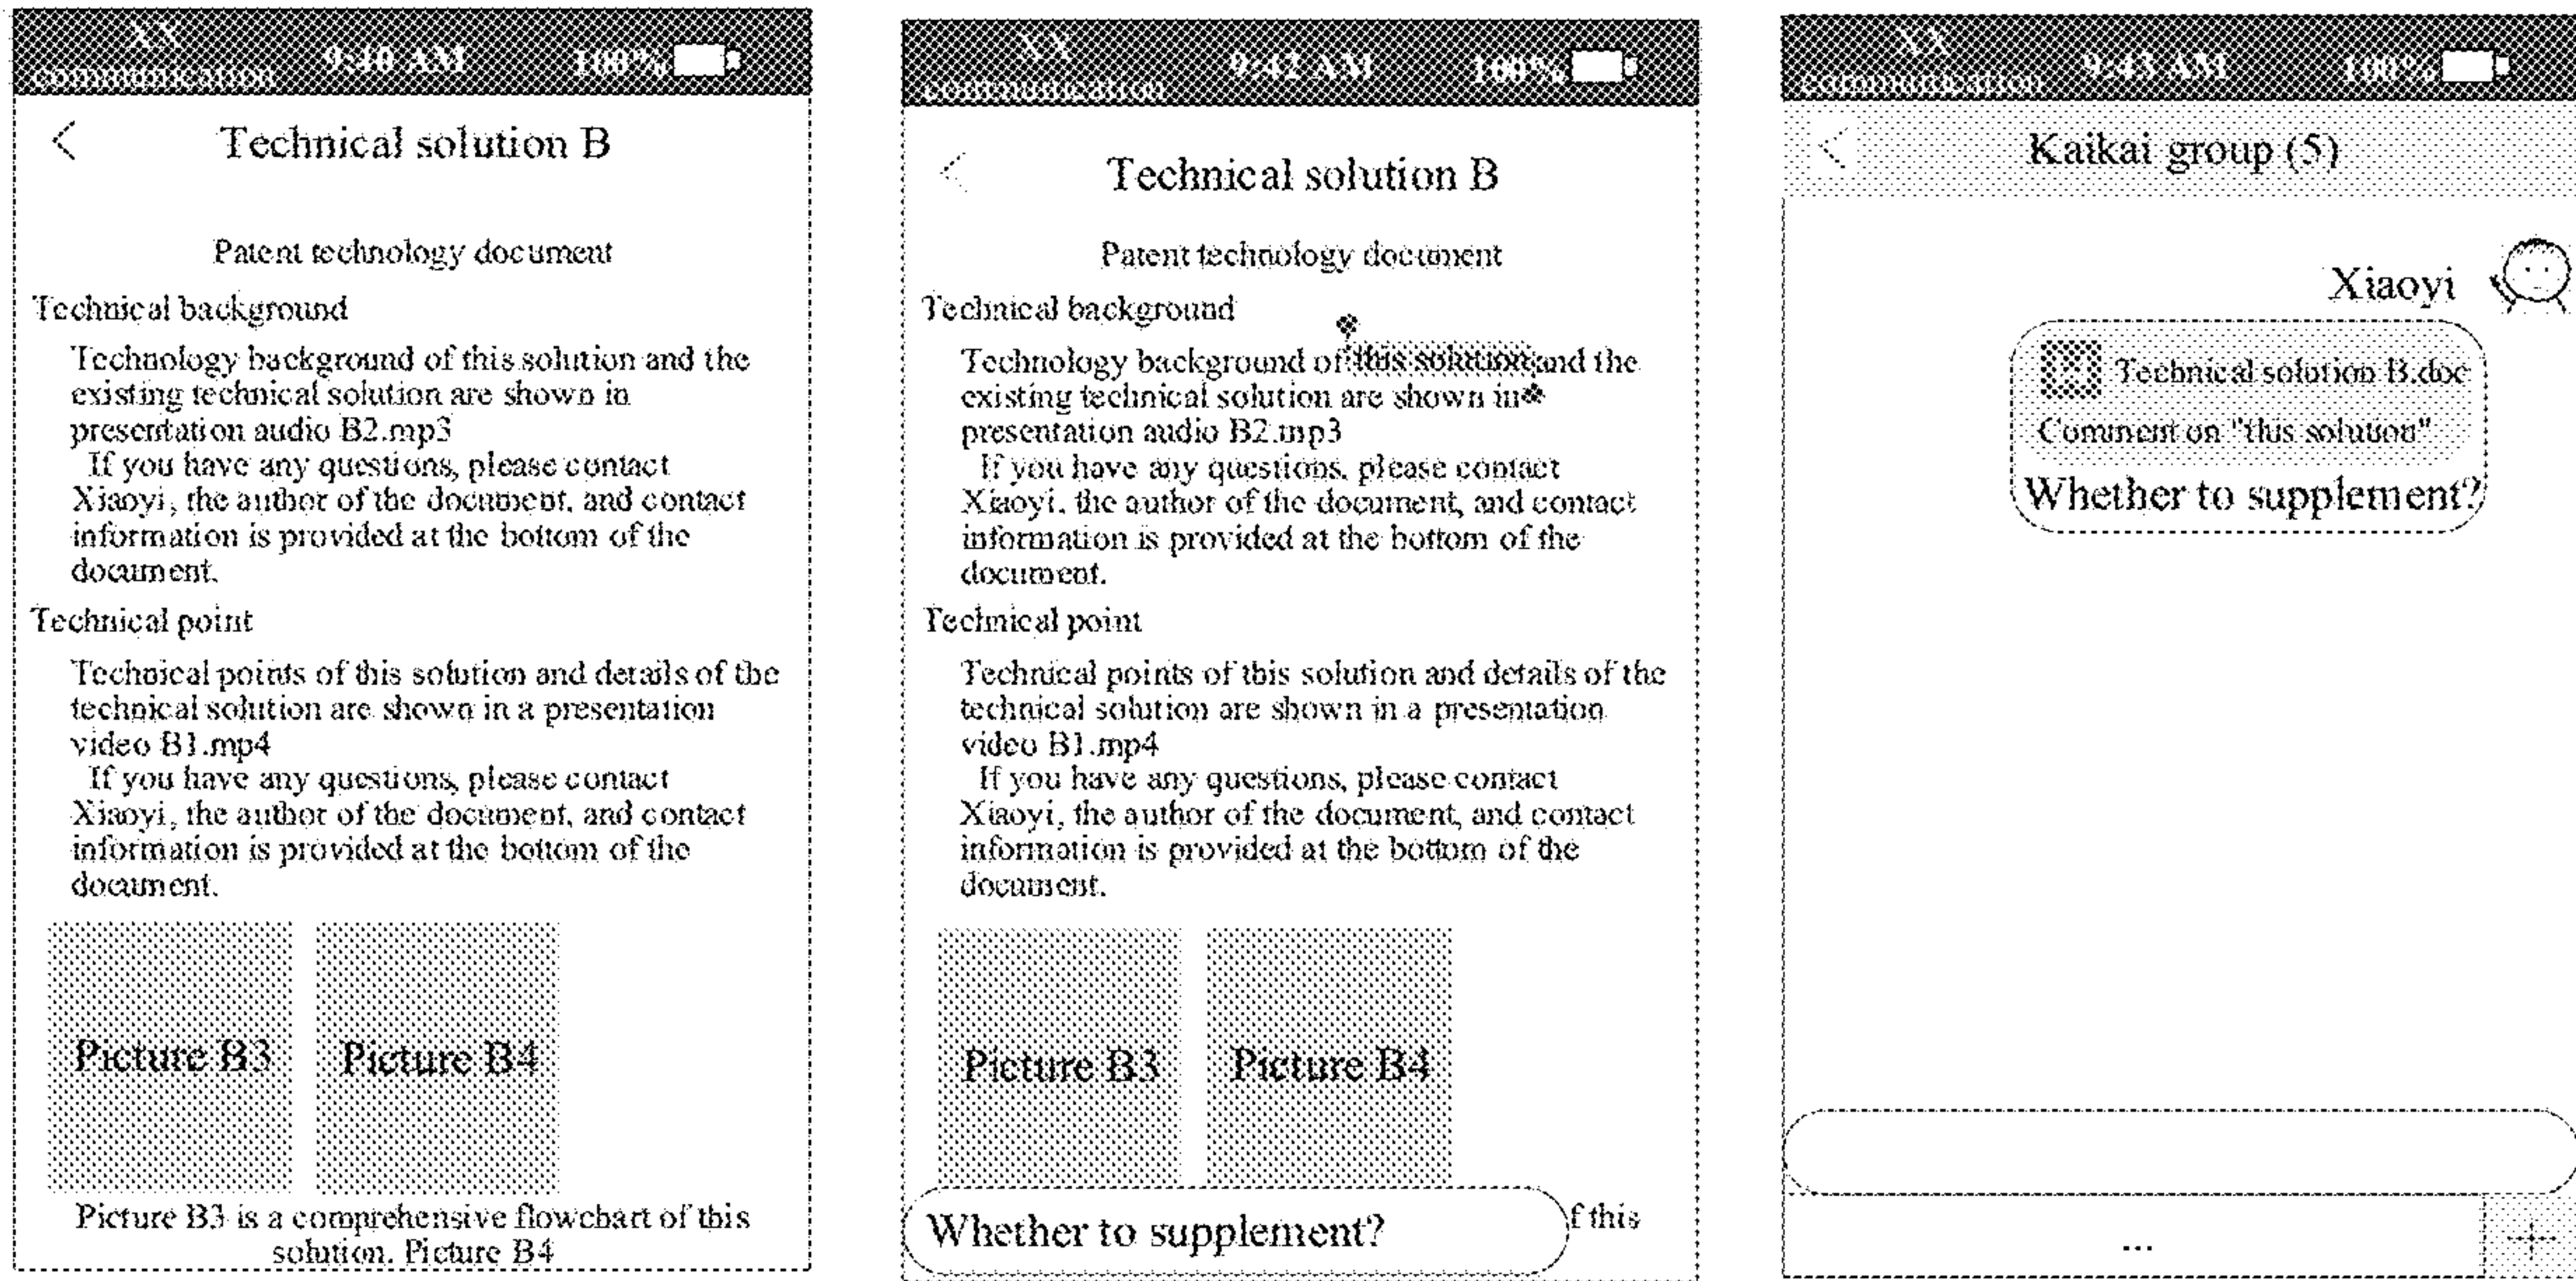 XX
communication 9:40 AM 100%
< Technical solution B
Patent technology document
Technical background
Technology background of this solution and the
existing technical solution are shown in
presentation audio B2.mp3
If you have any questions, please contact
Xiaoyi, the author of the document, and contact
information is provided at the bottom of the
document.
Technical point
Technical points of this solution and details of the
technical solution are shown in a presentation
video B1.mp4
If you have any questions, please contact
Xiaoyi, the author of the document, and contact
information is provided at the bottom of the
document.
Picture B3 Picture B4
Picture B3 is a comprehensive flowchart of this
solution. Picture B4
XX
communication 9:42 AM 100%
< Technical solution B
Patent technology document
Technical background
Technology background of this solution and the
existing technical solution are shown in
presentation audio B2.mp3
If you have any questions, please contact
Xiaoyi, the author of the document, and contact
information is provided at the bottom of the
document.
Technical point
Technical points of this solution and details of the
technical solution are shown in a presentation
video B1.mp4
If you have any questions, please contact
Xiaoyi, the author of the document, and contact
information is provided at the bottom of the
document.
Picture B3 Picture B4
Whether to supplement? f this
XX
communication 9:43 AM 100%
< Kaikai group (5)
Xiaoyi
Technical solution B.doc
Comment on "this solution"
Whether to supplement?
... +